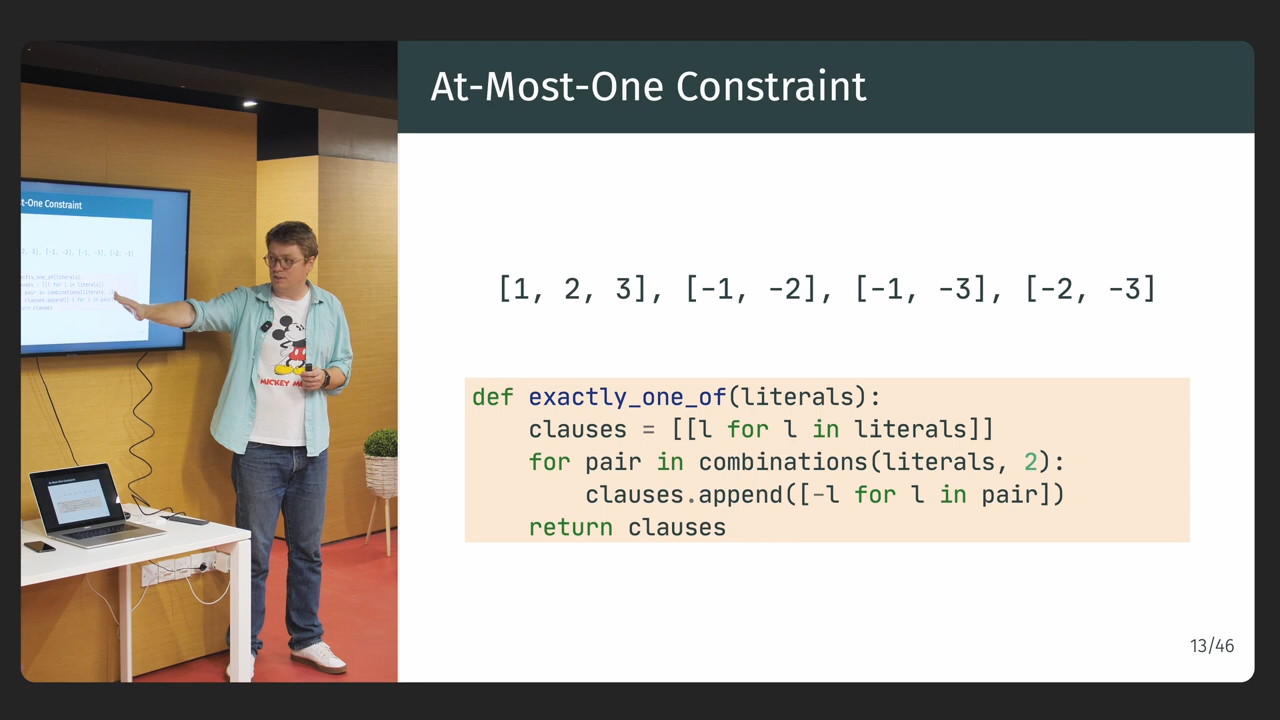 At-Most-One Constraint
[1, 2, 3], [-1, -2], [-1, -3], [-2, -3]
def exactly_one_of(literals):
clauses = [[l for l in literals]]
for pair in combinations(literals, 2):
clauses.append([-l for l in pair])
return clauses
13/46
t-One Constraint
MICKEY